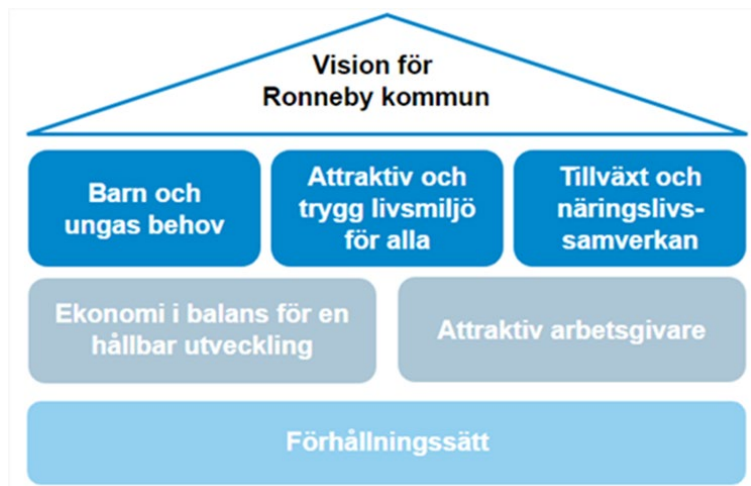 Vision för
Ronneby kommun
Barn och
ungas behov
Attraktiv och
trygg livsmiljö
för alla
Tillväxt och
näringslivs-
samverkan
Ekonomi i balans för en
hållbar utveckling
Attraktiv arbetsgivare
Förhållningssätt